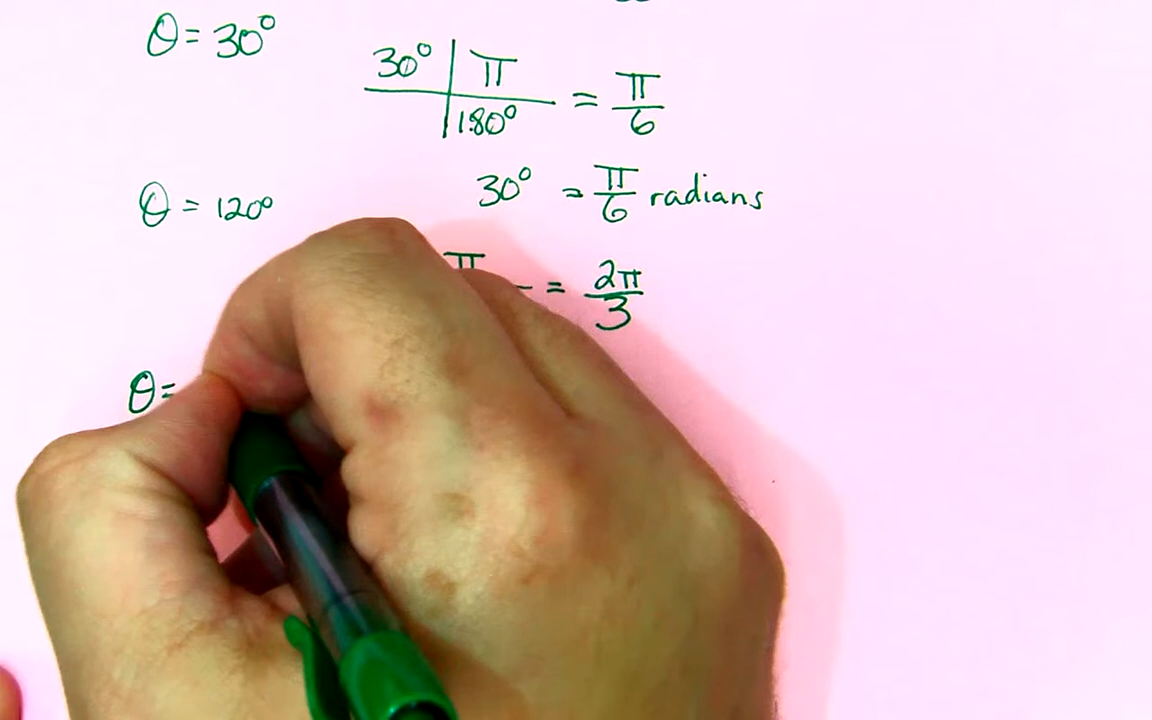 θ = 30°
30° | π
180° = π/6
30° = π/6 radians
θ = 120°
π = 2π/3
θ =